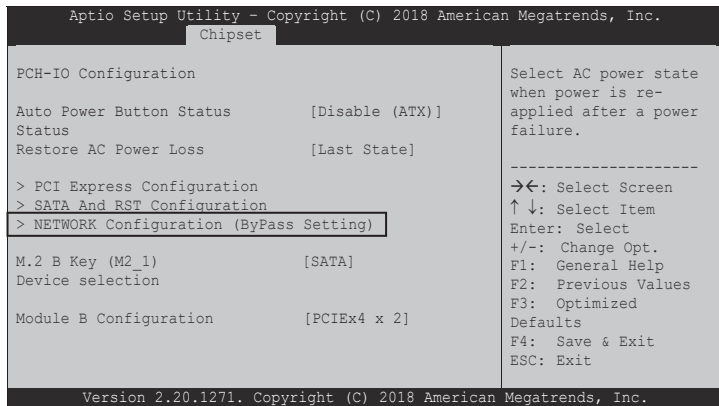 Aptio Setup Utility – Copyright (C) 2018 American Megatrends, Inc.
Chipset
PCH-IO Configuration
Auto Power Button Status [Disable (ATX)]
Status
Restore AC Power Loss [Last State]
> PCI Express Configuration
> SATA And RST Configuration
> NETWORK Configuration (ByPass Setting)
M.2 B Key (M2_1) [SATA]
Device selection
Module B Configuration [PCIEx4 x 2]
Select AC power state
when power is re-
applied after a power
failure.
---------------------
→←: Select Screen
↑ ↓: Select Item
Enter: Select
+/-: Change Opt.
F1: General Help
F2: Previous Values
F3: Optimized
Defaults
F4: Save & Exit
ESC: Exit
Version 2.20.1271. Copyright (C) 2018 American Megatrends, Inc.